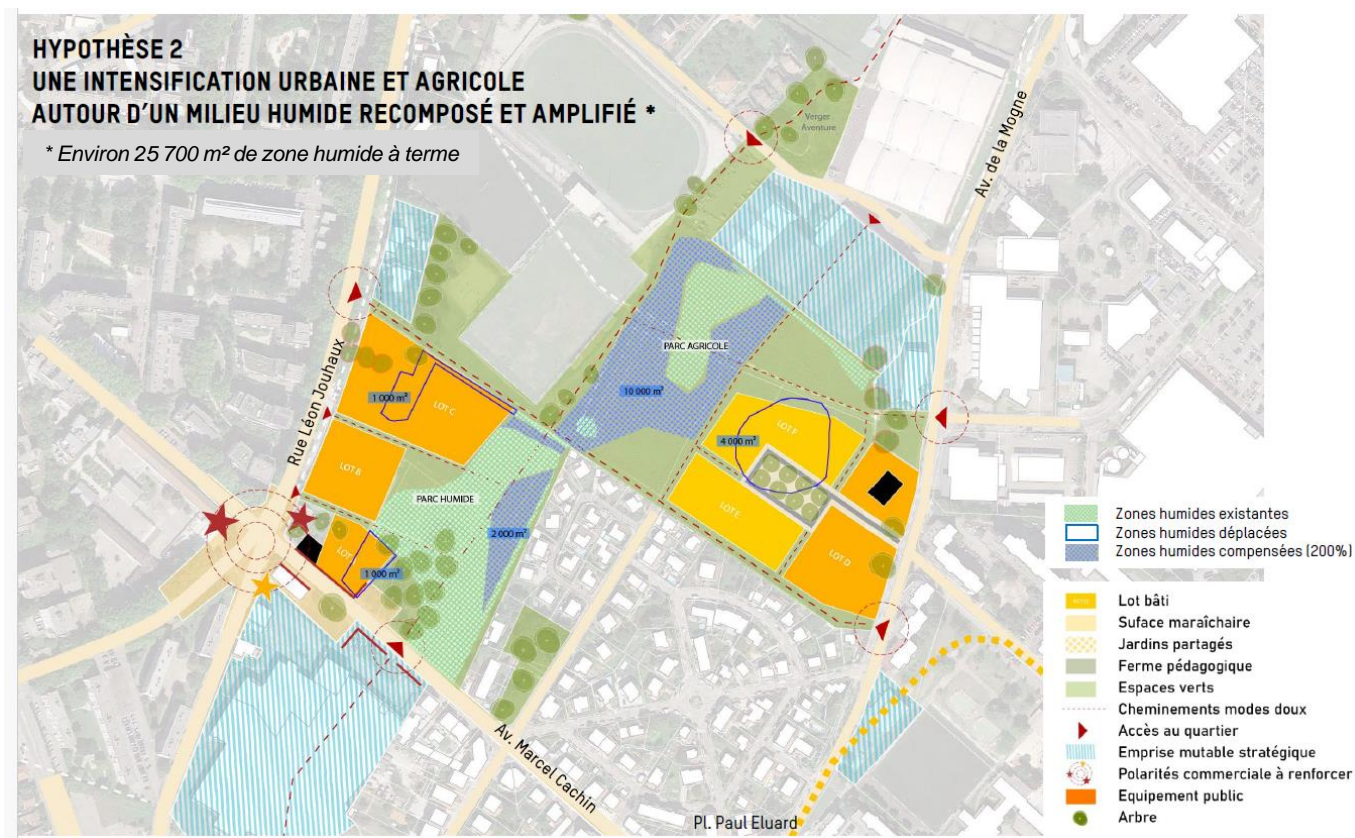 HYPOTHÈSE 2
UNE INTENSIFICATION URBAINE ET AGRICOLE
AUTOUR D'UN MILIEU HUMIDE RECOMPOSÉ ET AMPLIFIÉ *
* Environ 25 700 m² de zone humide à terme
Verger
Aventure
Av. de la Mogne
Rue Léon Jouhaux
PARC AGRICOLE
1 000 m²
LOT C
10 000 m²
LOT F
4 000 m²
LOT B
PARC HUMIDE
LOT E
2 000 m²
LOT D
LOT
1 000 m²
Av. Marcel Cachin
Pl. Paul Eluard
Zones humides existantes
Zones humides déplacées
Zones humides compensées (200%)
Lot bâti
Suface maraîchaire
Jardins partagés
Ferme pédagogique
Espaces verts
Cheminements modes doux
Accès au quartier
Emprise mutable stratégique
Polarités commerciale à renforcer
Equipement public
Arbre